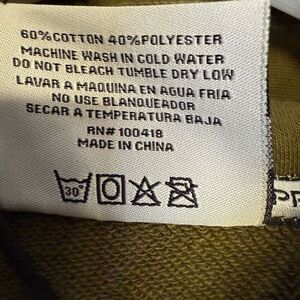 60%COTTON 40%POLYESTER
MACHINE WASH IN COLD WATER
DO NOT BLEACH TUMBLE DRY LOW
LAVAR A MAQUINA EN AGUA FRIA
NO USE BLANQUEADOR
SECAR A TEMPERATURA BAJA
RN# 100418
MADE IN CHINA
30°